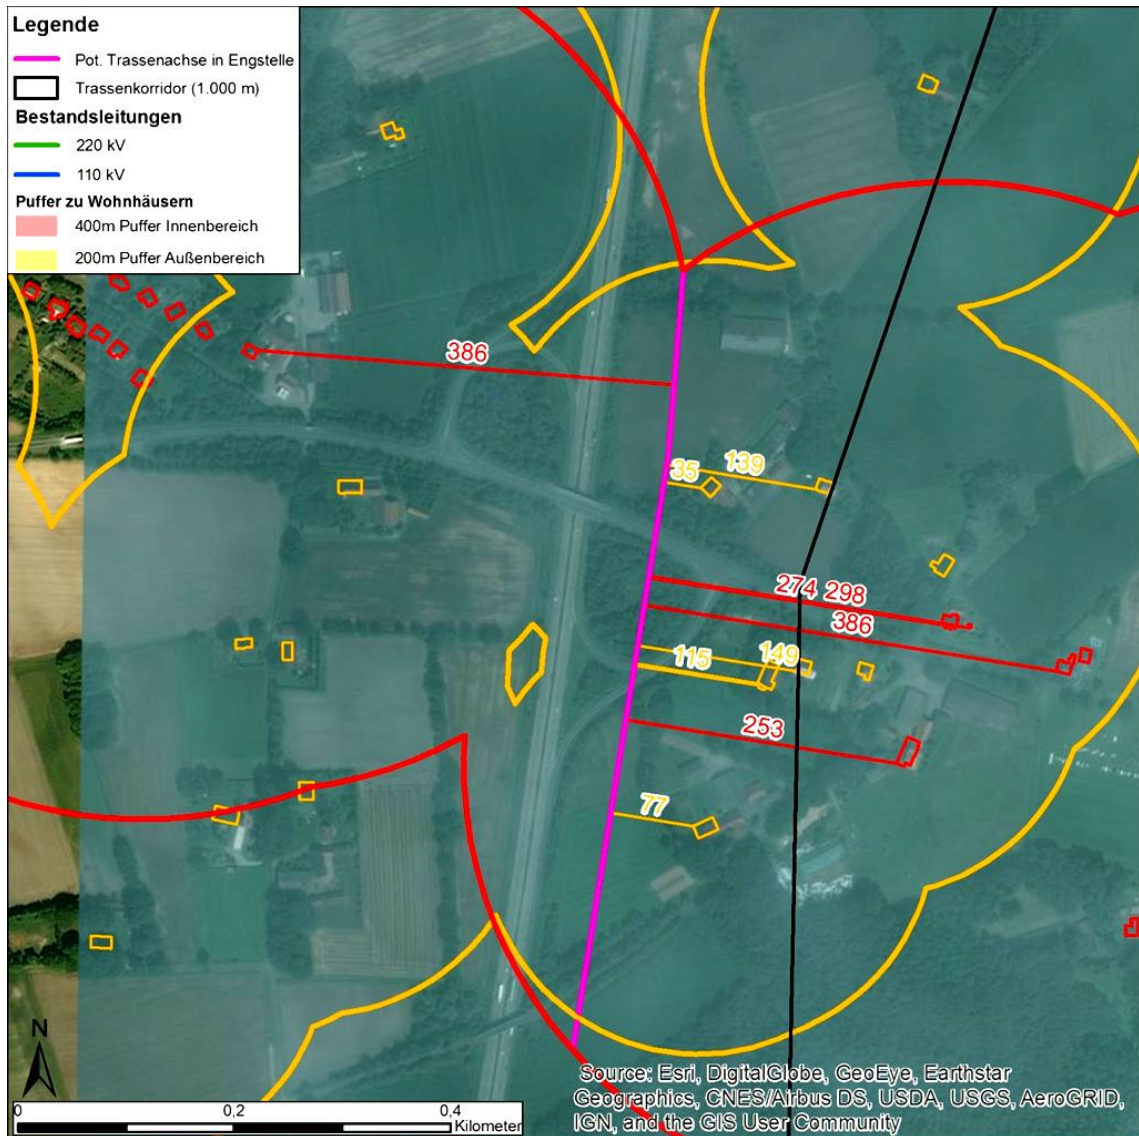 Legende
Pot. Trassenachse in Engstelle
Trassenkorridor (1.000 m)
Bestandsleitungen
220 kV
110 kV
Puffer zu Wohnhäusern
400m Puffer Innenbereich
200m Puffer Außenbereich
386
35
139
274 298
386
115
149
253
77
N
0
0,2
0,4
Kilometer
Source: Esri, DigitalGlobe, GeoEye, Earthstar
Geographics, CNES/Airbus DS, USDA, USGS, AeroGRID,
IGN, and the GIS User Community